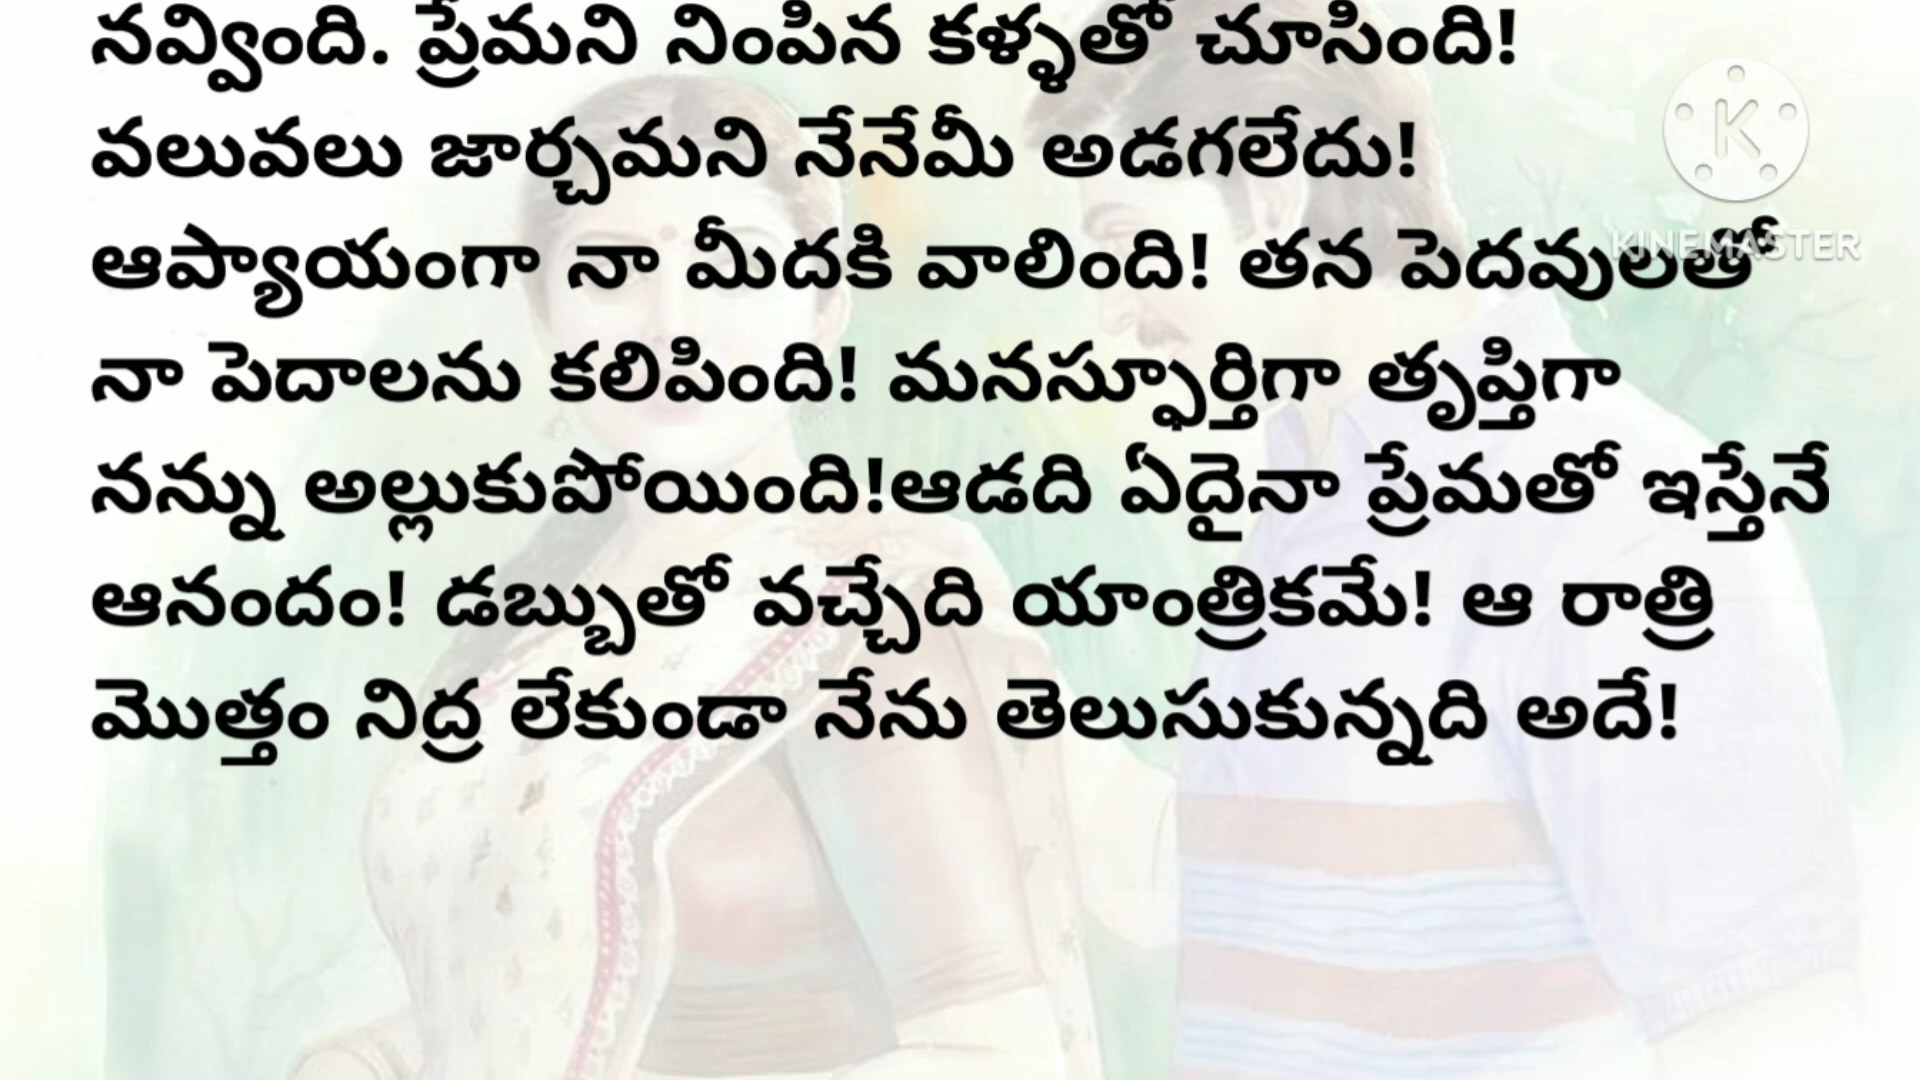 నవ్వింది. ప్రేమని నింపిన కళ్ళతో చూసింది!
వలువలు జార్చమని నేనేమీ అడగలేదు!
ఆప్యాయంగా నా మీదకి వాలింది! తన పెదవులతో
నా పెదాలను కలిపింది! మనస్ఫూర్తిగా తృప్తిగా
నన్ను అల్లుకుపోయింది!ఆడది ఏదైనా ప్రేమతో ఇస్తేనే
ఆనందం! డబ్బుతో వచ్చేది యాంత్రికమే! ఆ రాత్రి
మొత్తం నిద్ర లేకుండా నేను తెలుసుకున్నది అదే!
K
KINEMASTER